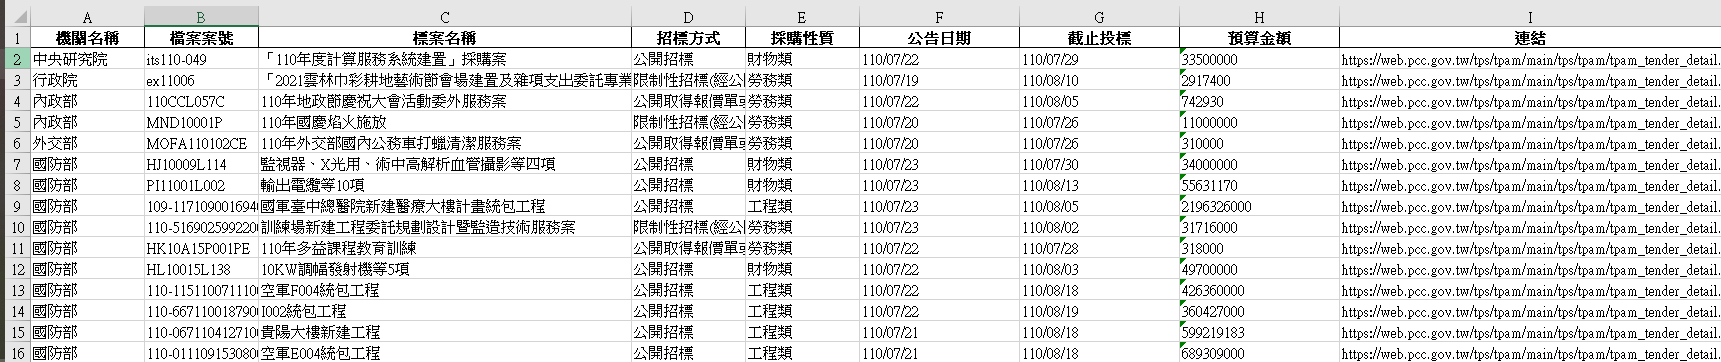 A B C D E F G H I
1 機關名稱 檔案案號 標案名稱 招標方式 採購性質 公告日期 截止投標 預算金額 連結
2 中央研究院 its110-049 「110年度計算服務系統建置」採購案 公開招標 財物類 110/07/22 110/07/29 33500000 https://web.pcc.gov.tw/tps/tpam/main/tps/tpam/tpam_tender_detail.
3 行政院 ex11006 「2021雲林巾彩耕地藝術節會場建置及雜項支出委託專業 限制性招標(經公 勞務類 110/07/19 110/08/10 2917400 https://web.pcc.gov.tw/tps/tpam/main/tps/tpam/tpam_tender_detail.
4 內政部 110CCL057C 110年地政節慶祝大會活動委外服務案 公開取得報價單 勞務類 110/07/22 110/08/05 742930 https://web.pcc.gov.tw/tps/tpam/main/tps/tpam/tpam_tender_detail.
5 內政部 MND10001P 110年國慶焰火施放 限制性招標(經公 勞務類 110/07/20 110/07/26 11000000 https://web.pcc.gov.tw/tps/tpam/main/tps/tpam/tpam_tender_detail.
6 外交部 MOFA110102CE 110年外交部國內公務車打蠟清潔服務案 公開取得報價單 勞務類 110/07/20 110/07/26 310000 https://web.pcc.gov.tw/tps/tpam/main/tps/tpam/tpam_tender_detail.
7 國防部 HJ10009L114 監視器、X光用、術中高解析血管攝影等四項 公開招標 財物類 110/07/23 110/07/30 34000000 https://web.pcc.gov.tw/tps/tpam/main/tps/tpam/tpam_tender_detail.
8 國防部 PI11001L002 輸出電纜等10項 公開招標 財物類 110/07/23 110/08/13 55631170 https://web.pcc.gov.tw/tps/tpam/main/tps/tpam/tpam_tender_detail.
9 國防部 109-1171090016940 國軍臺中總醫院新建醫療大樓計畫統包工程 公開招標 工程類 110/07/23 110/08/05 2196326000 https://web.pcc.gov.tw/tps/tpam/main/tps/tpam/tpam_tender_detail.
10 國防部 110-5169025992200 訓練場新建工程委託規劃設計暨監造技術服務案 限制性招標(經公 勞務類 110/07/23 110/08/02 31716000 https://web.pcc.gov.tw/tps/tpam/main/tps/tpam/tpam_tender_detail.
11 國防部 HK10A15P001PE 110年多益課程教育訓練 公開取得報價單 勞務類 110/07/22 110/07/28 318000 https://web.pcc.gov.tw/tps/tpam/main/tps/tpam/tpam_tender_detail.
12 國防部 HL10015L138 10KW調幅發射機等5項 公開招標 財物類 110/07/22 110/08/03 49700000 https://web.pcc.gov.tw/tps/tpam/main/tps/tpam/tpam_tender_detail.
13 國防部 110-1151100711100 空軍F004統包工程 公開招標 工程類 110/07/22 110/08/18 426360000 https://web.pcc.gov.tw/tps/tpam/main/tps/tpam/tpam_tender_detail.
14 國防部 110-6671100187900 I002統包工程 公開招標 工程類 110/07/22 110/08/19 360427000 https://web.pcc.gov.tw/tps/tpam/main/tps/tpam/tpam_tender_detail.
15 國防部 110-0671104127100 貴陽大樓新建工程 公開招標 工程類 110/07/21 110/08/18 599219183 https://web.pcc.gov.tw/tps/tpam/main/tps/tpam/tpam_tender_detail.
16 國防部 110-0111109153080 空軍E004統包工程 公開招標 工程類 110/07/21 110/08/18 689309000 https://web.pcc.gov.tw/tps/tpam/main/tps/tpam/tpam_tender_detail.